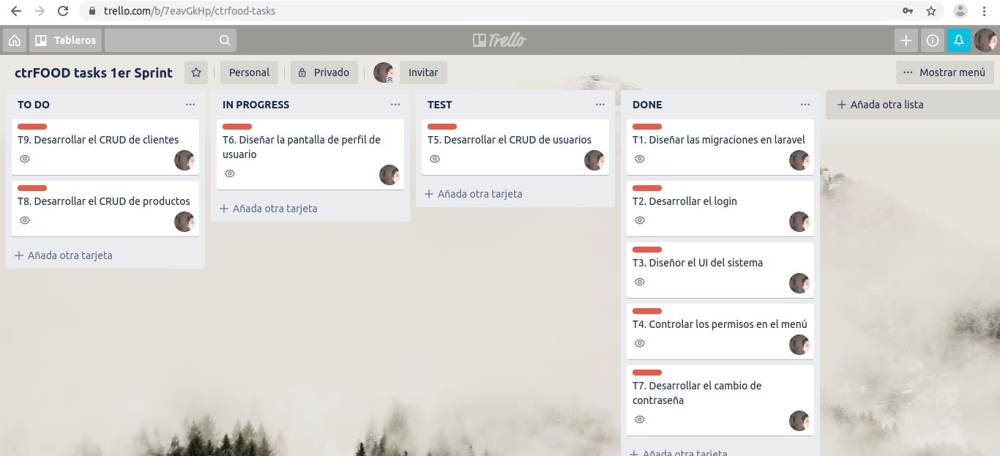 trello.com/b/7eavGkHp/ctrfood-tasks
Tableros
Trello
ctrFOOD tasks 1er Sprint
Personal
Privado
Invitar
Mostrar menú
TO DO
T9. Desarrollar el CRUD de clientes
T8. Desarrollar el CRUD de productos
Añada otra tarjeta
IN PROGRESS
T6. Diseñar la pantalla de perfil de
usuario
Añada otra tarjeta
TEST
T5. Desarrollar el CRUD de usuarios
Añada otra tarjeta
DONE
T1. Diseñar las migraciones en laravel
T2. Desarrollar el login
T3. Diseñor el UI del sistema
T4. Controlar los permisos en el menú
T7. Desarrollar el cambio de
contraseña
Añada otra tarjeta
Añada otra lista